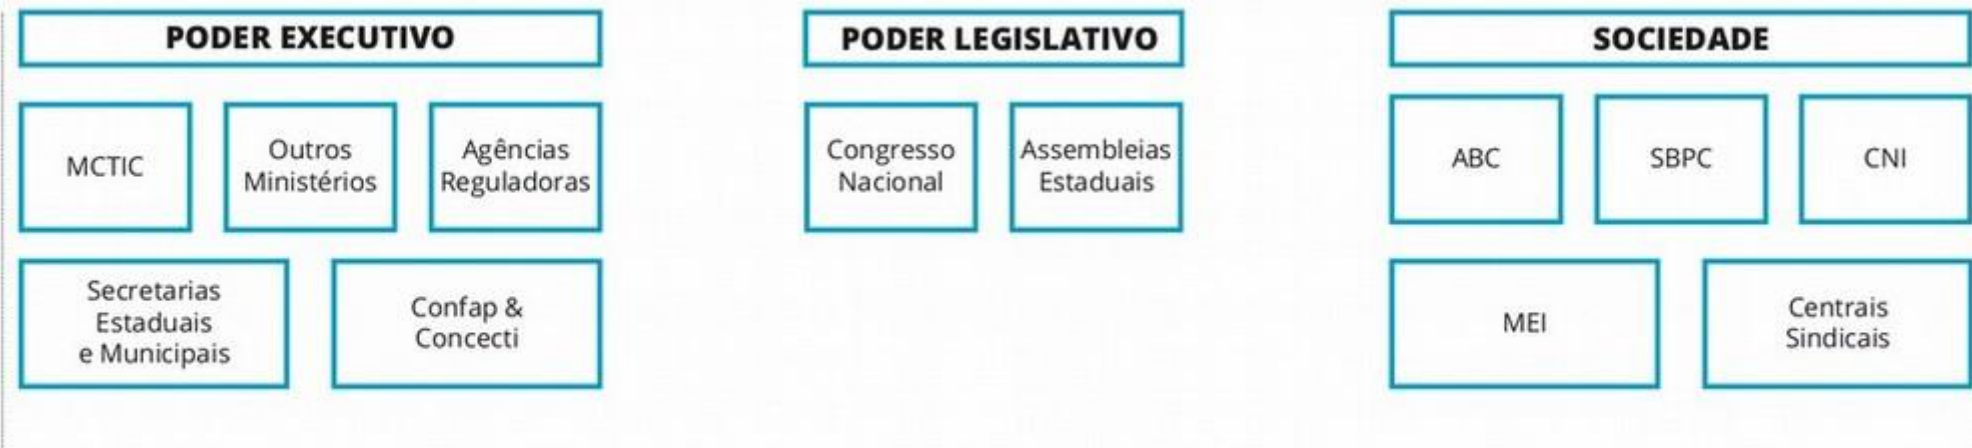 PODER EXECUTIVO
MCTIC
Outros
Ministérios
Agências
Reguladoras
Secretarias
Estaduais
e Municipais
Confap &
Concecti
PODER LEGISLATIVO
Congresso
Nacional
Assembleias
Estaduais
SOCIEDADE
ABC
SBPC
CNI
MEI
Centrais
Sindicais